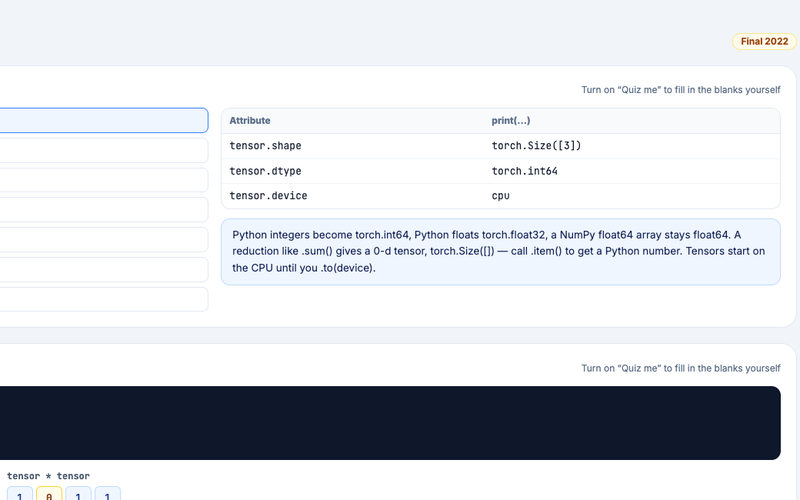 Final 2022
Turn on “Quiz me” to fill in the blanks yourself
Attribute print(...)
tensor.shape torch.Size([3])
tensor.dtype torch.int64
tensor.device cpu
Python integers become torch.int64, Python floats torch.float32, a NumPy float64 array stays float64. A
reduction like .sum() gives a 0-d tensor, torch.Size([]) — call .item() to get a Python number. Tensors start on
the CPU until you .to(device).
Turn on “Quiz me” to fill in the blanks yourself
tensor * tensor
1 0 1 1